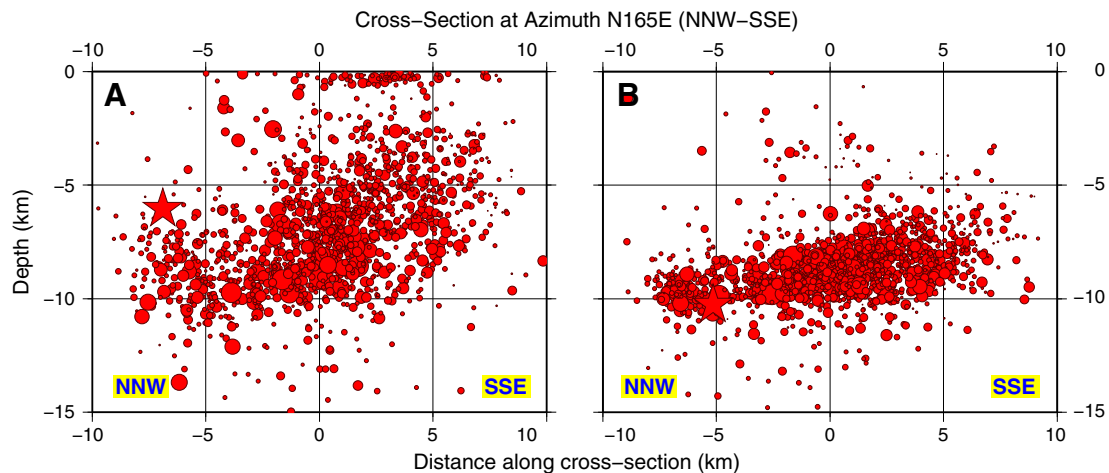 Cross−Section at Azimuth N165E (NNW−SSE)
−10 −5 0 5 10 −10 −5 0 5 10
0 A B 0
−5 −5
Depth (km)
−10 −10
NNW SSE NNW SSE
−15 −15
−10 −5 0 5 10 −10 −5 0 5 10
Distance along cross−section (km)